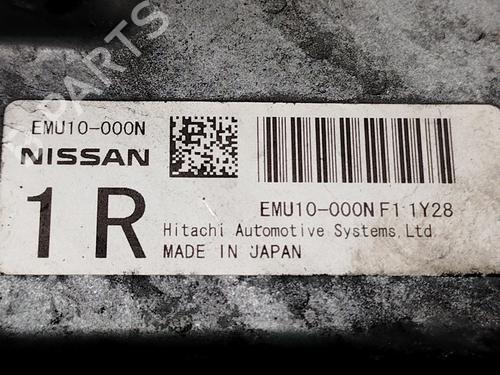 PARTS
EMU10-000N
NISSAN
1R
EMU10-000N F1 1Y28
Hitachi Automotive Systems,Ltd
MADE IN JAPAN